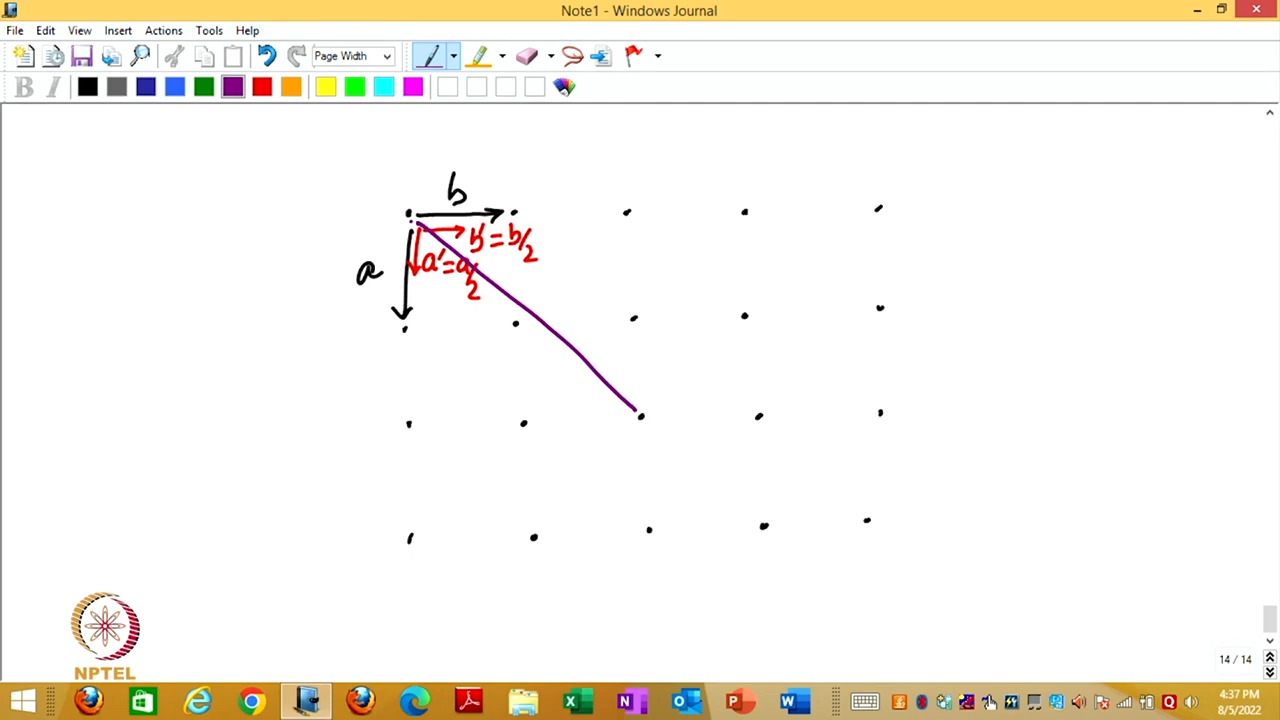 Note1 - Windows Journal
File Edit View Insert Actions Tools Help
Page Width
B I
b
b' = b/2
a
a' = a/2
14 / 14
NPTEL
4:37 PM
8/5/2022